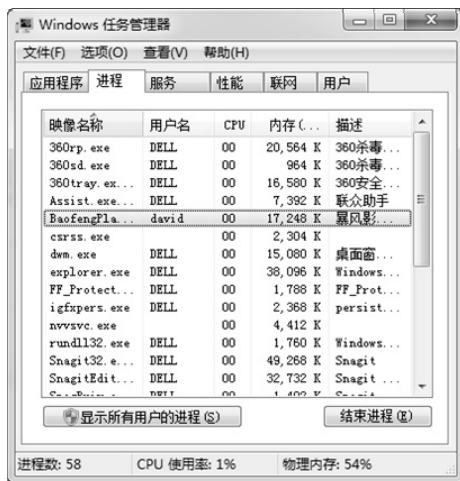 Windows 任务管理器
文件(F) 选项(O) 查看(V) 帮助(H)
应用程序 进程 服务 性能 联网 用户
映像名称 用户名 CPU 内存(... 描述
360rp.exe DELL 00 20,564 K 360杀毒...
360sd.exe DELL 00 964 K 360杀毒...
360tray.ex... DELL 00 16,580 K 360安全...
Assist.exe... DELL 00 7,392 K 联众助手
BaofengPla... david 00 17,248 K 暴风影...
csrss.exe 00 2,304 K
dwm.exe DELL 00 15,080 K 桌面窗...
explorer.exe DELL 00 38,096 K Windows...
FF_Protect... DELL 00 1,788 K FF_Prot...
igfxpers.exe DELL 00 2,368 K persist...
nvvsvc.exe 00 4,412 K
rundll32.exe DELL 00 1,760 K Windows...
Snagit32.e... DELL 00 49,268 K Snagit
SnagitEdit... DELL 00 32,732 K Snagit ...
显示所有用户的进程(S) 结束进程(E)
进程数: 58 CPU 使用率: 1% 物理内存: 54%